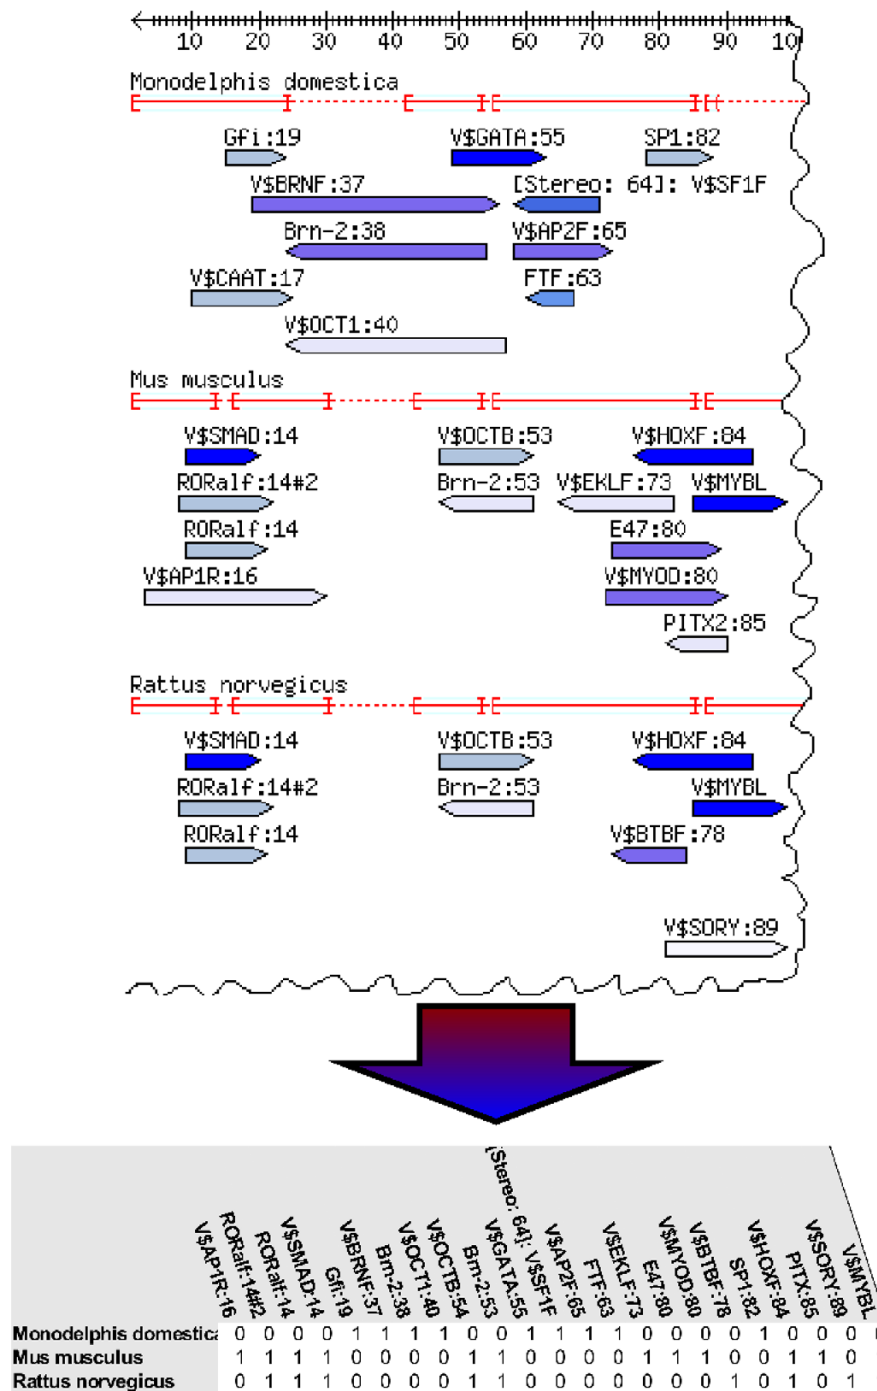 10 20 30 40 50 60 70 80 90 10
Monodelphis domestica
Gfi:19 V$GATA:55 SP1:82
V$BRNF:37 [Stereo: 64]: V$SF1F
Brn-2:38 V$AP2F:65
V$CAAT:17 FTF:63
V$OCT1:40
Mus musculus
V$SMAD:14 V$OCTB:53 V$HOXF:84
RORalf:14#2 Brn-2:53 V$EKLF:73 V$MYBL
RORalf:14 E47:80
V$AP1R:16 V$MYOD:80
PITX2:85
Rattus norvegicus
V$SMAD:14 V$OCTB:53 V$HOXF:84
RORalf:14#2 Brn-2:53 V$MYBL
RORalf:14 V$BTBF:78
V$SORY:89
V$AP1R:16
RORalf:14#2
RORalf:14
V$SMAD:14
Gfi:19
V$BRNF:37
Brn-2:38
V$OCT1:40
V$OCTB:54
Brn-2:53
V$GATA:55
[Stereo: 64]: V$SF1F
V$AP2F:65
FTF:63
V$EKLF:73
E47:80
V$MYOD:80
V$BTBF:78
SP1:82
V$HOXF:84
PITX:85
V$SORY:89
V$MYBL
Monodelphis domestica 0 0 0 0 1 1 1 1 0 0 1 1 1 1 0 0 0 0 1 0 0 0
Mus musculus 1 1 1 1 0 0 0 0 1 1 0 0 0 0 1 1 1 0 0 1 1 0
Rattus norvegicus 0 1 1 1 0 0 0 0 1 1 0 0 0 0 0 0 0 1 0 1 0 1